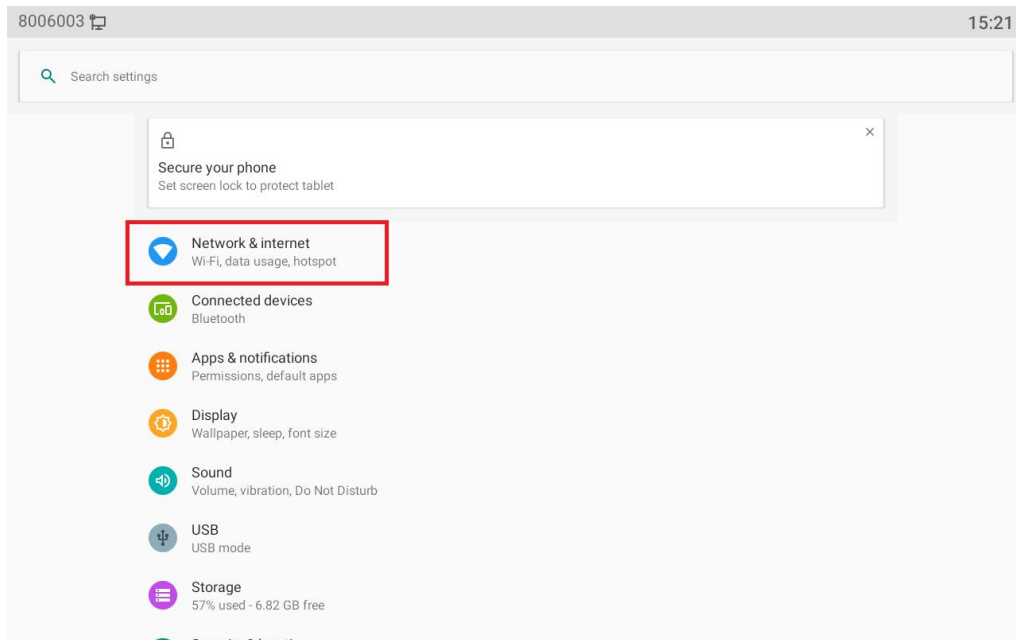 8006003
15:21
Search settings
Secure your phone
Set screen lock to protect tablet
Network & internet
Wi-Fi, data usage, hotspot
Connected devices
Bluetooth
Apps & notifications
Permissions, default apps
Display
Wallpaper, sleep, font size
Sound
Volume, vibration, Do Not Disturb
USB
USB mode
Storage
57% used - 6.82 GB free